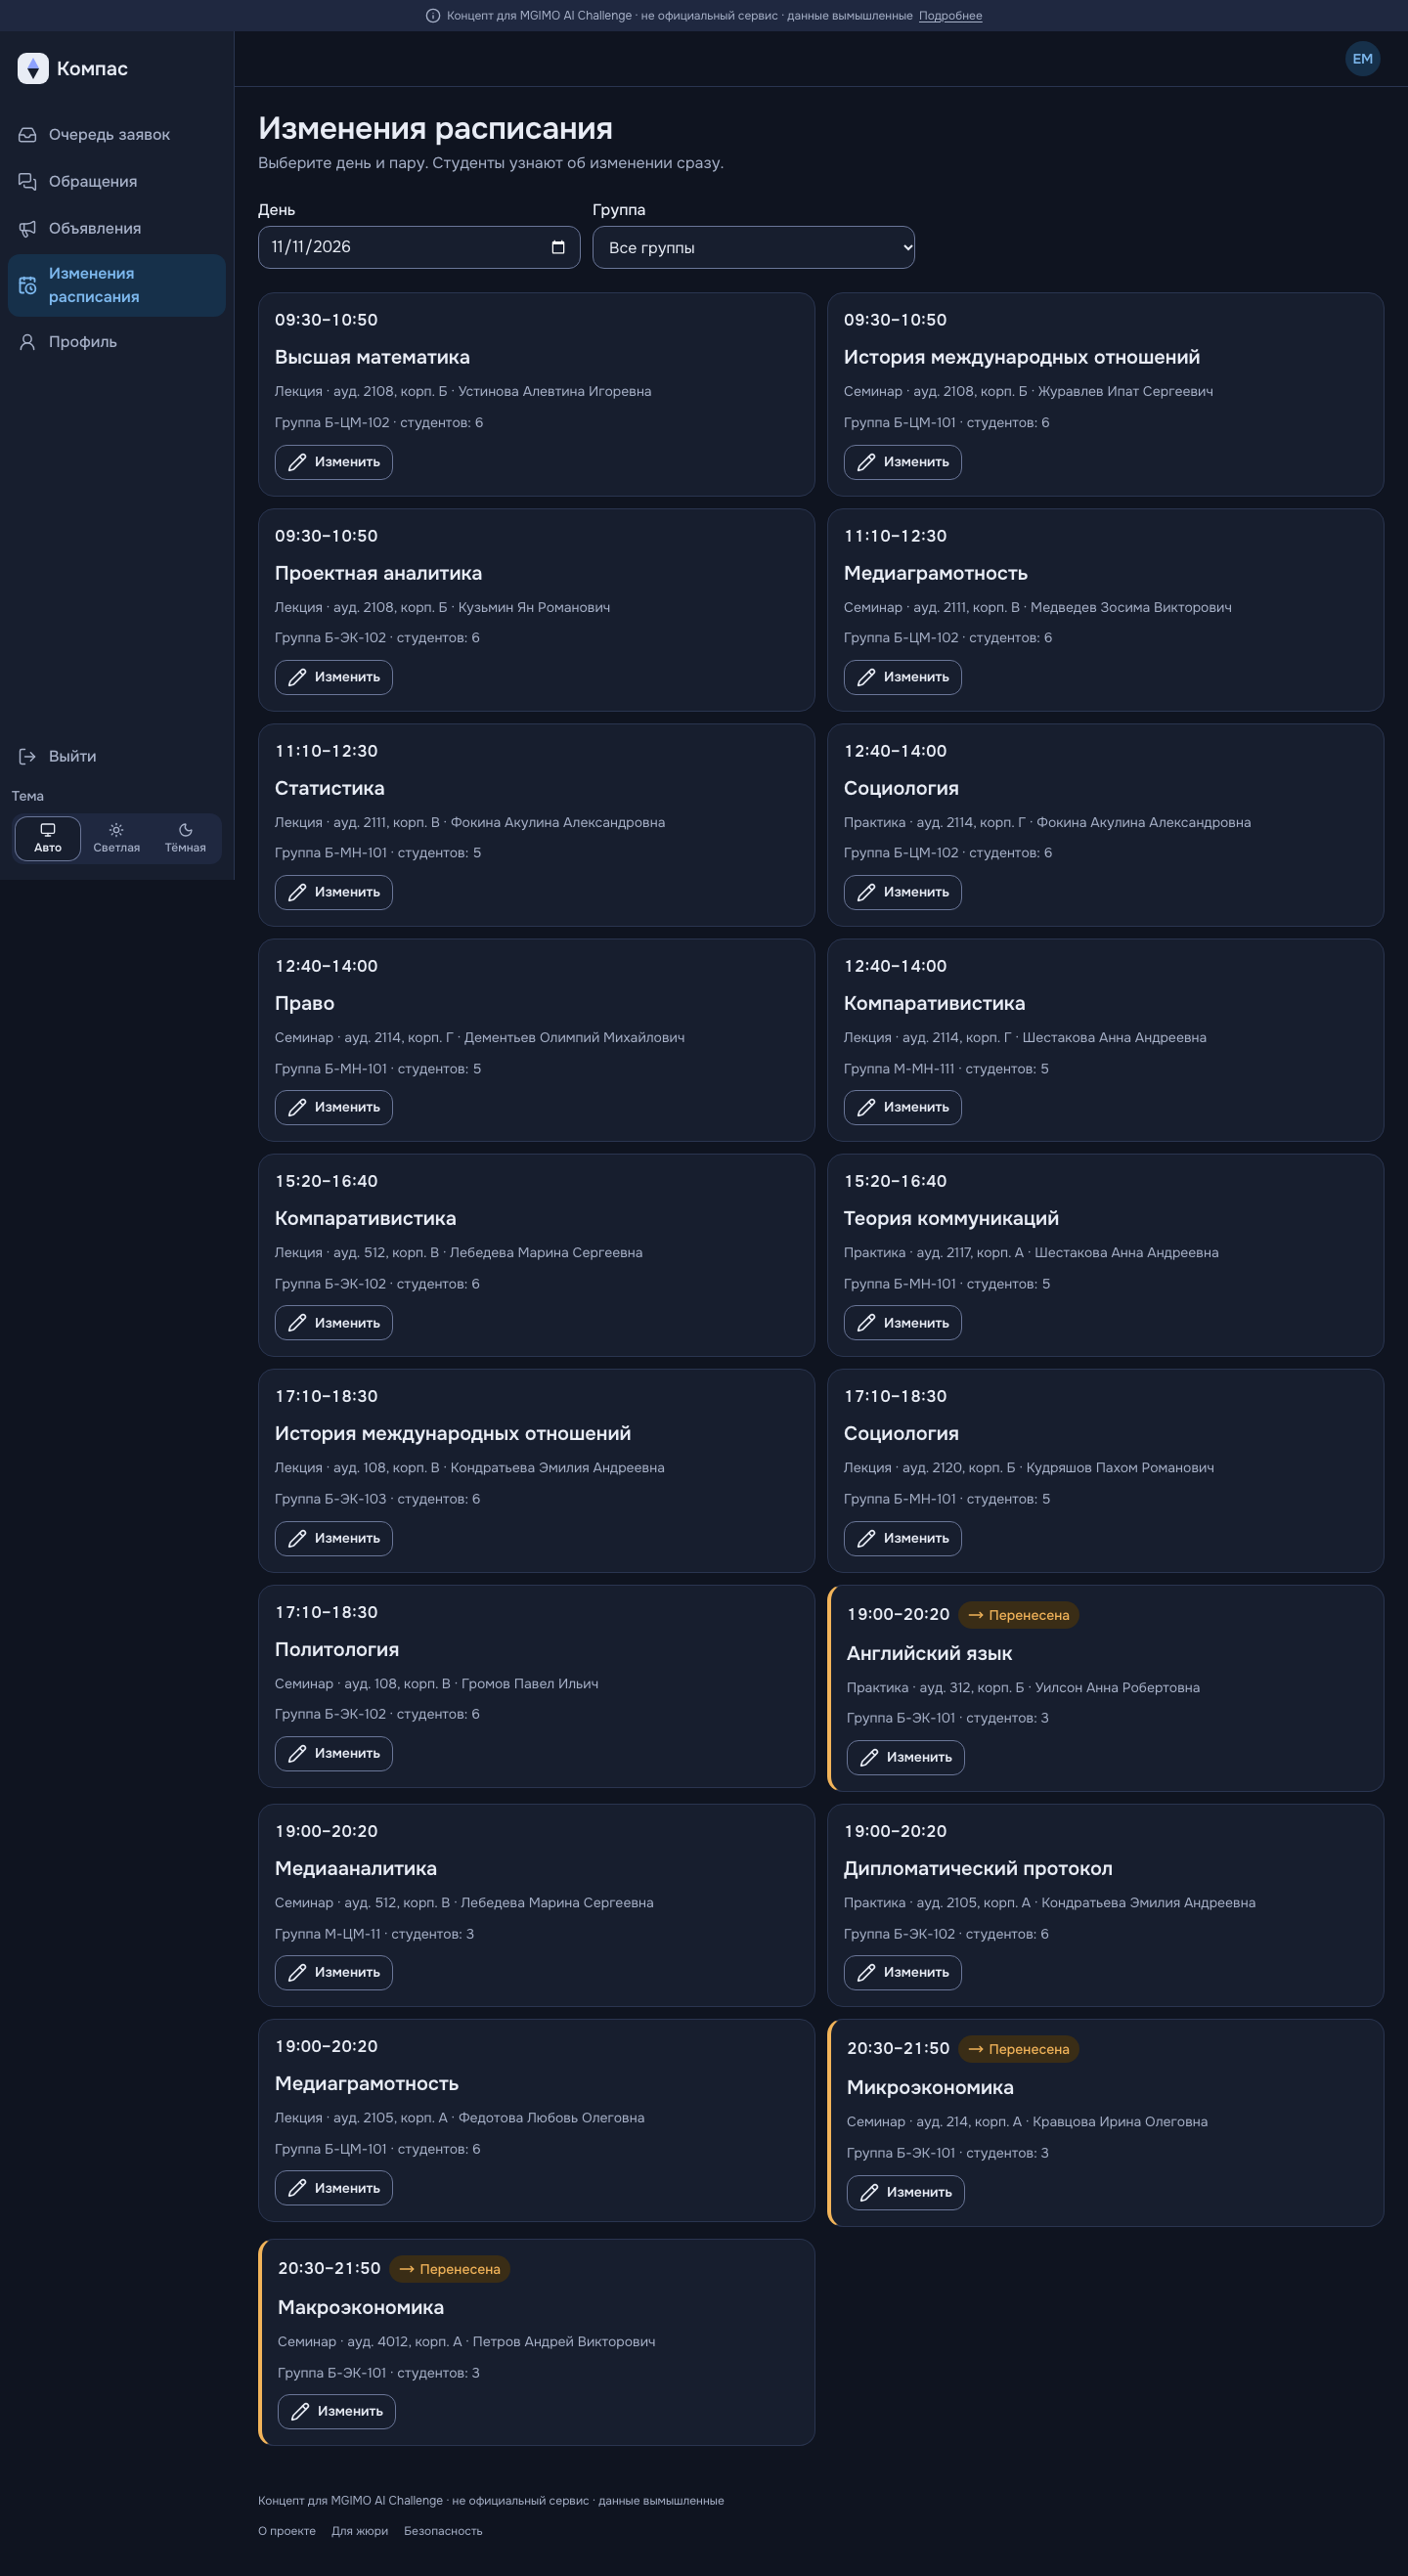 Концепт для MGIMO AI Challenge · не официальный сервис · данные вымышленные Подробнее
Компас
ЕМ
Очередь заявок
Обращения
Объявления
Изменения
расписания
Профиль
Выйти
Тема
Авто
Светлая
Тёмная
Изменения расписания
Выберите день и пару. Студенты узнают об изменении сразу.
День
Группа
11/11/2026
Все группы
09:30–10:50
Высшая математика
Лекция · ауд. 2108, корп. Б · Устинова Алевтина Игоревна
Группа Б-ЦМ-102 · студентов: 6
Изменить
09:30–10:50
История международных отношений
Семинар · ауд. 2108, корп. Б · Журавлев Ипат Сергеевич
Группа Б-ЦМ-101 · студентов: 6
Изменить
09:30–10:50
Проектная аналитика
Лекция · ауд. 2108, корп. Б · Кузьмин Ян Романович
Группа Б-ЭК-102 · студентов: 6
Изменить
11:10–12:30
Медиаграмотность
Семинар · ауд. 2111, корп. В · Медведев Зосима Викторович
Группа Б-ЦМ-102 · студентов: 6
Изменить
11:10–12:30
Статистика
Лекция · ауд. 2111, корп. В · Фокина Акулина Александровна
Группа Б-МН-101 · студентов: 5
Изменить
12:40–14:00
Социология
Практика · ауд. 2114, корп. Г · Фокина Акулина Александровна
Группа Б-ЦМ-102 · студентов: 6
Изменить
12:40–14:00
Право
Семинар · ауд. 2114, корп. Г · Дементьев Олимпий Михайлович
Группа Б-МН-101 · студентов: 5
Изменить
12:40–14:00
Компаративистика
Лекция · ауд. 2114, корп. Г · Шестакова Анна Андреевна
Группа М-МН-111 · студентов: 5
Изменить
15:20–16:40
Компаративистика
Лекция · ауд. 512, корп. В · Лебедева Марина Сергеевна
Группа Б-ЭК-102 · студентов: 6
Изменить
15:20–16:40
Теория коммуникаций
Практика · ауд. 2117, корп. А · Шестакова Анна Андреевна
Группа Б-МН-101 · студентов: 5
Изменить
17:10–18:30
История международных отношений
Лекция · ауд. 108, корп. В · Кондратьева Эмилия Андреевна
Группа Б-ЭК-103 · студентов: 6
Изменить
17:10–18:30
Социология
Лекция · ауд. 2120, корп. Б · Кудряшов Пахом Романович
Группа Б-МН-101 · студентов: 5
Изменить
17:10–18:30
Политология
Семинар · ауд. 108, корп. В · Громов Павел Ильич
Группа Б-ЭК-102 · студентов: 6
Изменить
19:00–20:20 → Перенесена
Английский язык
Практика · ауд. 312, корп. Б · Уилсон Анна Робертовна
Группа Б-ЭК-101 · студентов: 3
Изменить
19:00–20:20
Медиааналитика
Семинар · ауд. 512, корп. В · Лебедева Марина Сергеевна
Группа М-ЦМ-11 · студентов: 3
Изменить
19:00–20:20
Дипломатический протокол
Практика · ауд. 2105, корп. А · Кондратьева Эмилия Андреевна
Группа Б-ЭК-102 · студентов: 6
Изменить
19:00–20:20
Медиаграмотность
Лекция · ауд. 2105, корп. А · Федотова Любовь Олеговна
Группа Б-ЦМ-101 · студентов: 6
Изменить
20:30–21:50 → Перенесена
Микроэкономика
Семинар · ауд. 214, корп. А · Кравцова Ирина Олеговна
Группа Б-ЭК-101 · студентов: 3
Изменить
20:30–21:50 → Перенесена
Макроэкономика
Семинар · ауд. 4012, корп. А · Петров Андрей Викторович
Группа Б-ЭК-101 · студентов: 3
Изменить
Концепт для MGIMO AI Challenge · не официальный сервис · данные вымышленные
О проекте Для жюри Безопасность